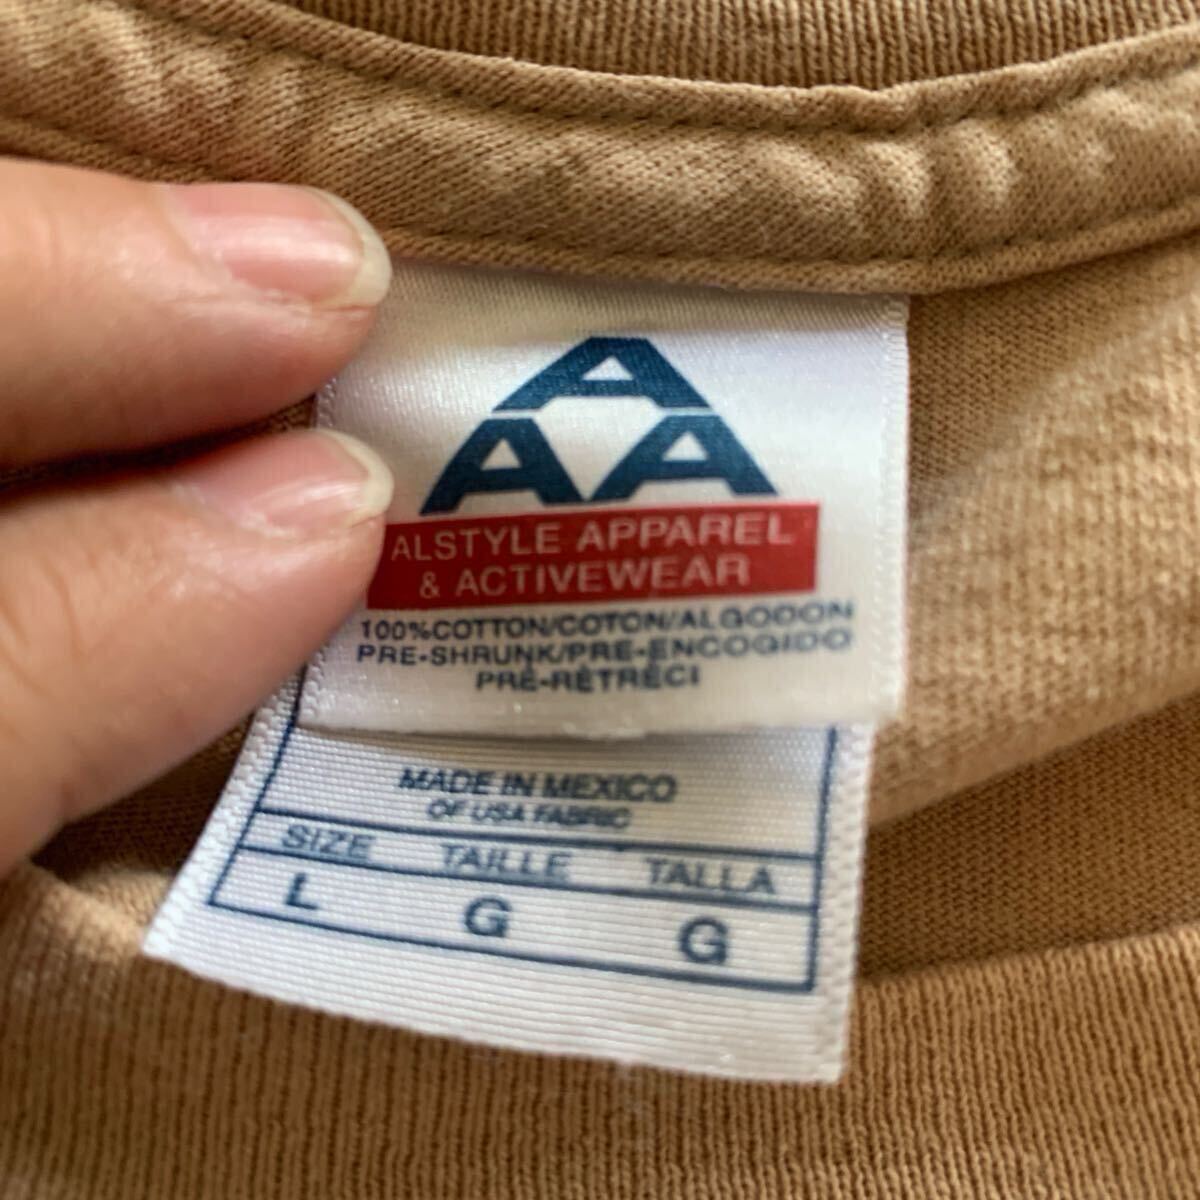 A
AA
ALSTYLE APPAREL
& ACTIVEWEAR
100%COTTON/COTON/ALGODON
PRE-SHRUNK/PRE-ENCOGIDO
PRÉ-RÉTRÉCI
MADE IN MEXICO
OF USA FABRIC
SIZE TAILLE TALLA
L G G